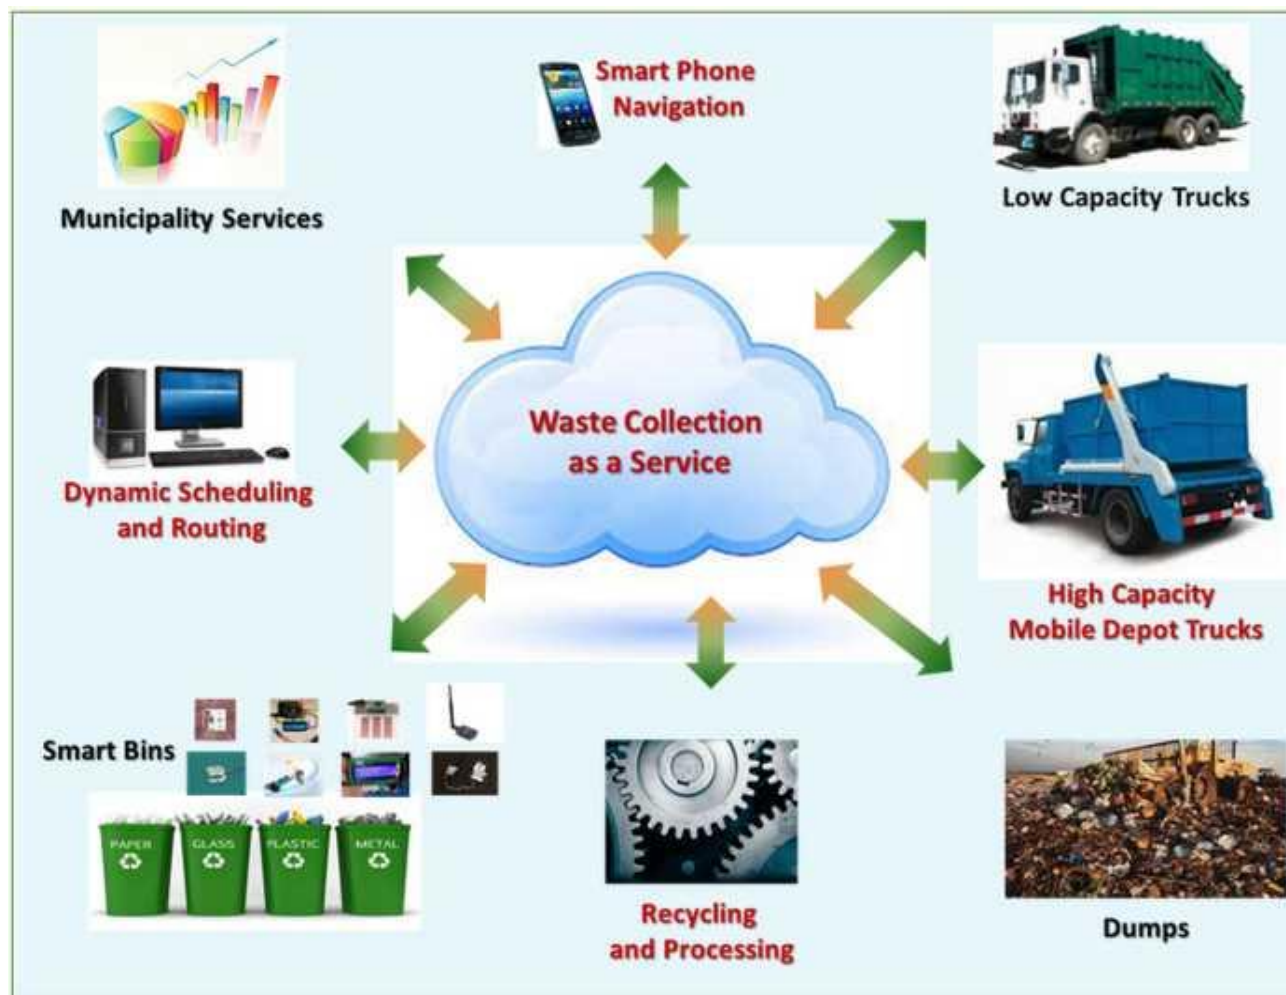 Smart Phone
Navigation
Municipality Services
Low Capacity Trucks
Waste Collection
as a Service
Dynamic Scheduling
and Routing
High Capacity
Mobile Depot Trucks
Smart Bins
PAPER
GLASS
PLASTIC
METAL
Recycling
and Processing
Dumps